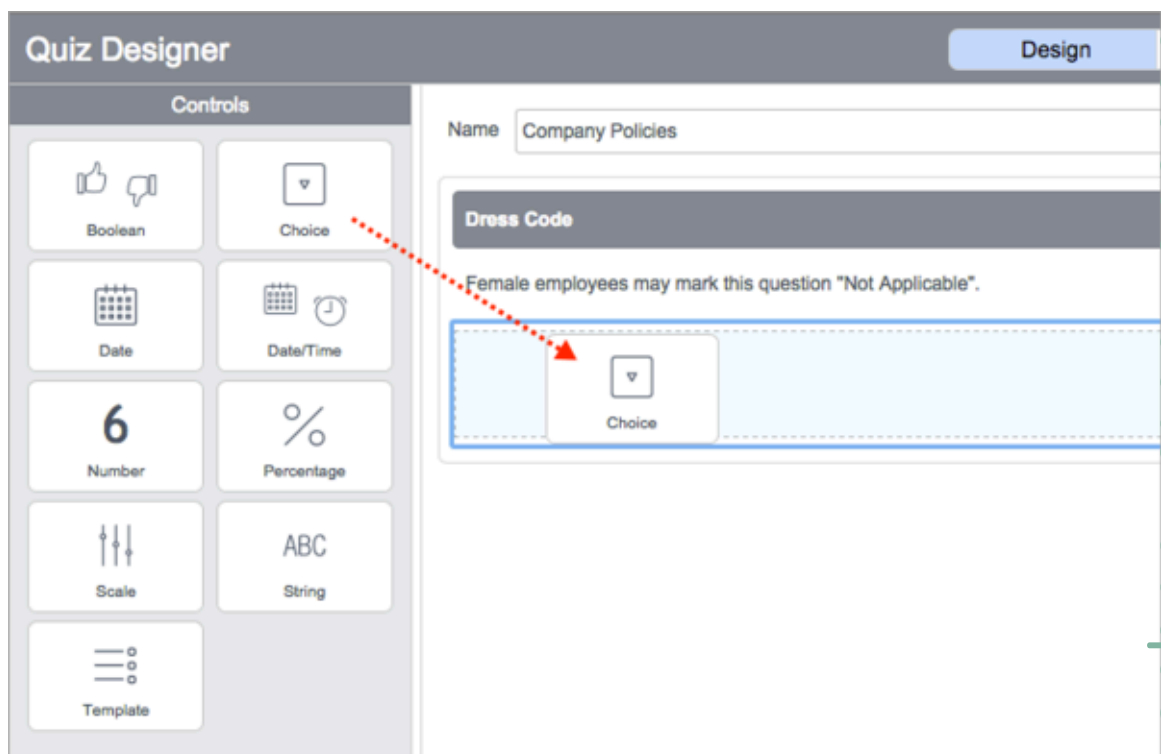 Quiz Designer
Design
Controls
Boolean
Choice
Date
Date/Time
6
Number
%
Percentage
Scale
ABC
String
Template
Name
Company Policies
Dress Code
Female employees may mark this question "Not Applicable".
Choice